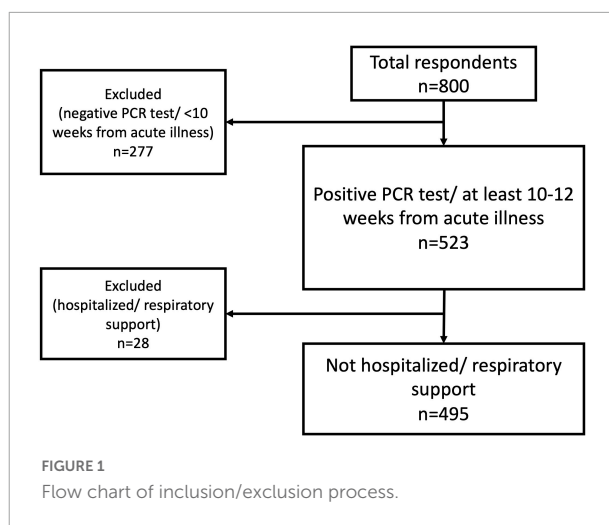 Total respondents
n=800
Excluded
(negative PCR test/ <10
weeks from acute illness)
n=277
Positive PCR test/ at least 10-12
weeks from acute illness
n=523
Excluded
(hospitalized/ respiratory
support)
n=28
Not hospitalized/ respiratory
support
n=495
FIGURE 1
Flow chart of inclusion/exclusion process.